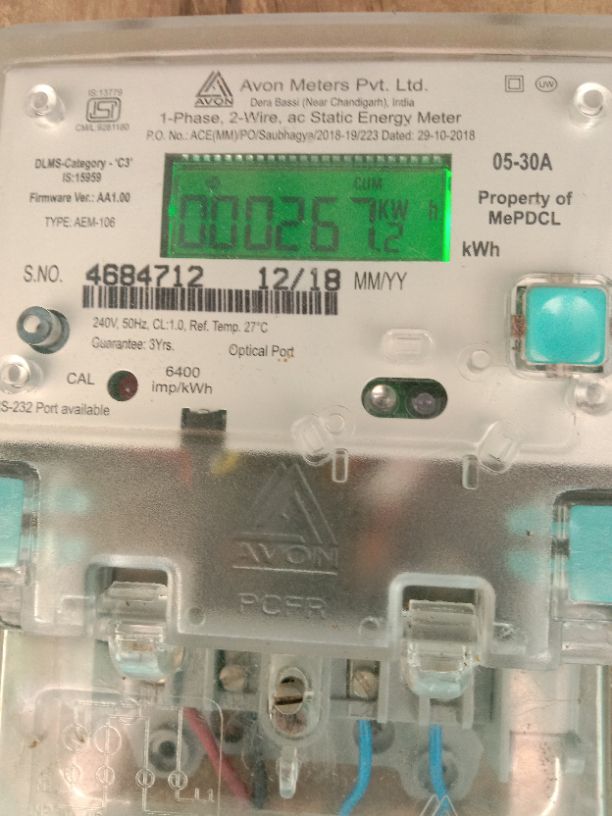 IS:13779
ISI
CM/L:9281180
AVON
Avon Meters Pvt. Ltd.
Dera Bassi (Near Chandigarh), India
UW
1-Phase, 2-Wire, ac Static Energy Meter
P.O. No.: ACE(MM)/PO/Saubhagya/2018-19/223 Dated: 29-10-2018
DLMS-Category - 'C3'
IS:15959
Firmware Ver.: AA1.00
TYPE: AEM-106
CUM
000267.2 KW h
05-30A
Property of
MePDCL
kWh
S.NO. 4684712 12/18 MM/YY
240V, 50Hz, CL:1.0, Ref. Temp. 27°C
Guarantee: 3Yrs.
Optical Port
CAL
6400
imp/kWh
S-232 Port available
AVON
PCFR